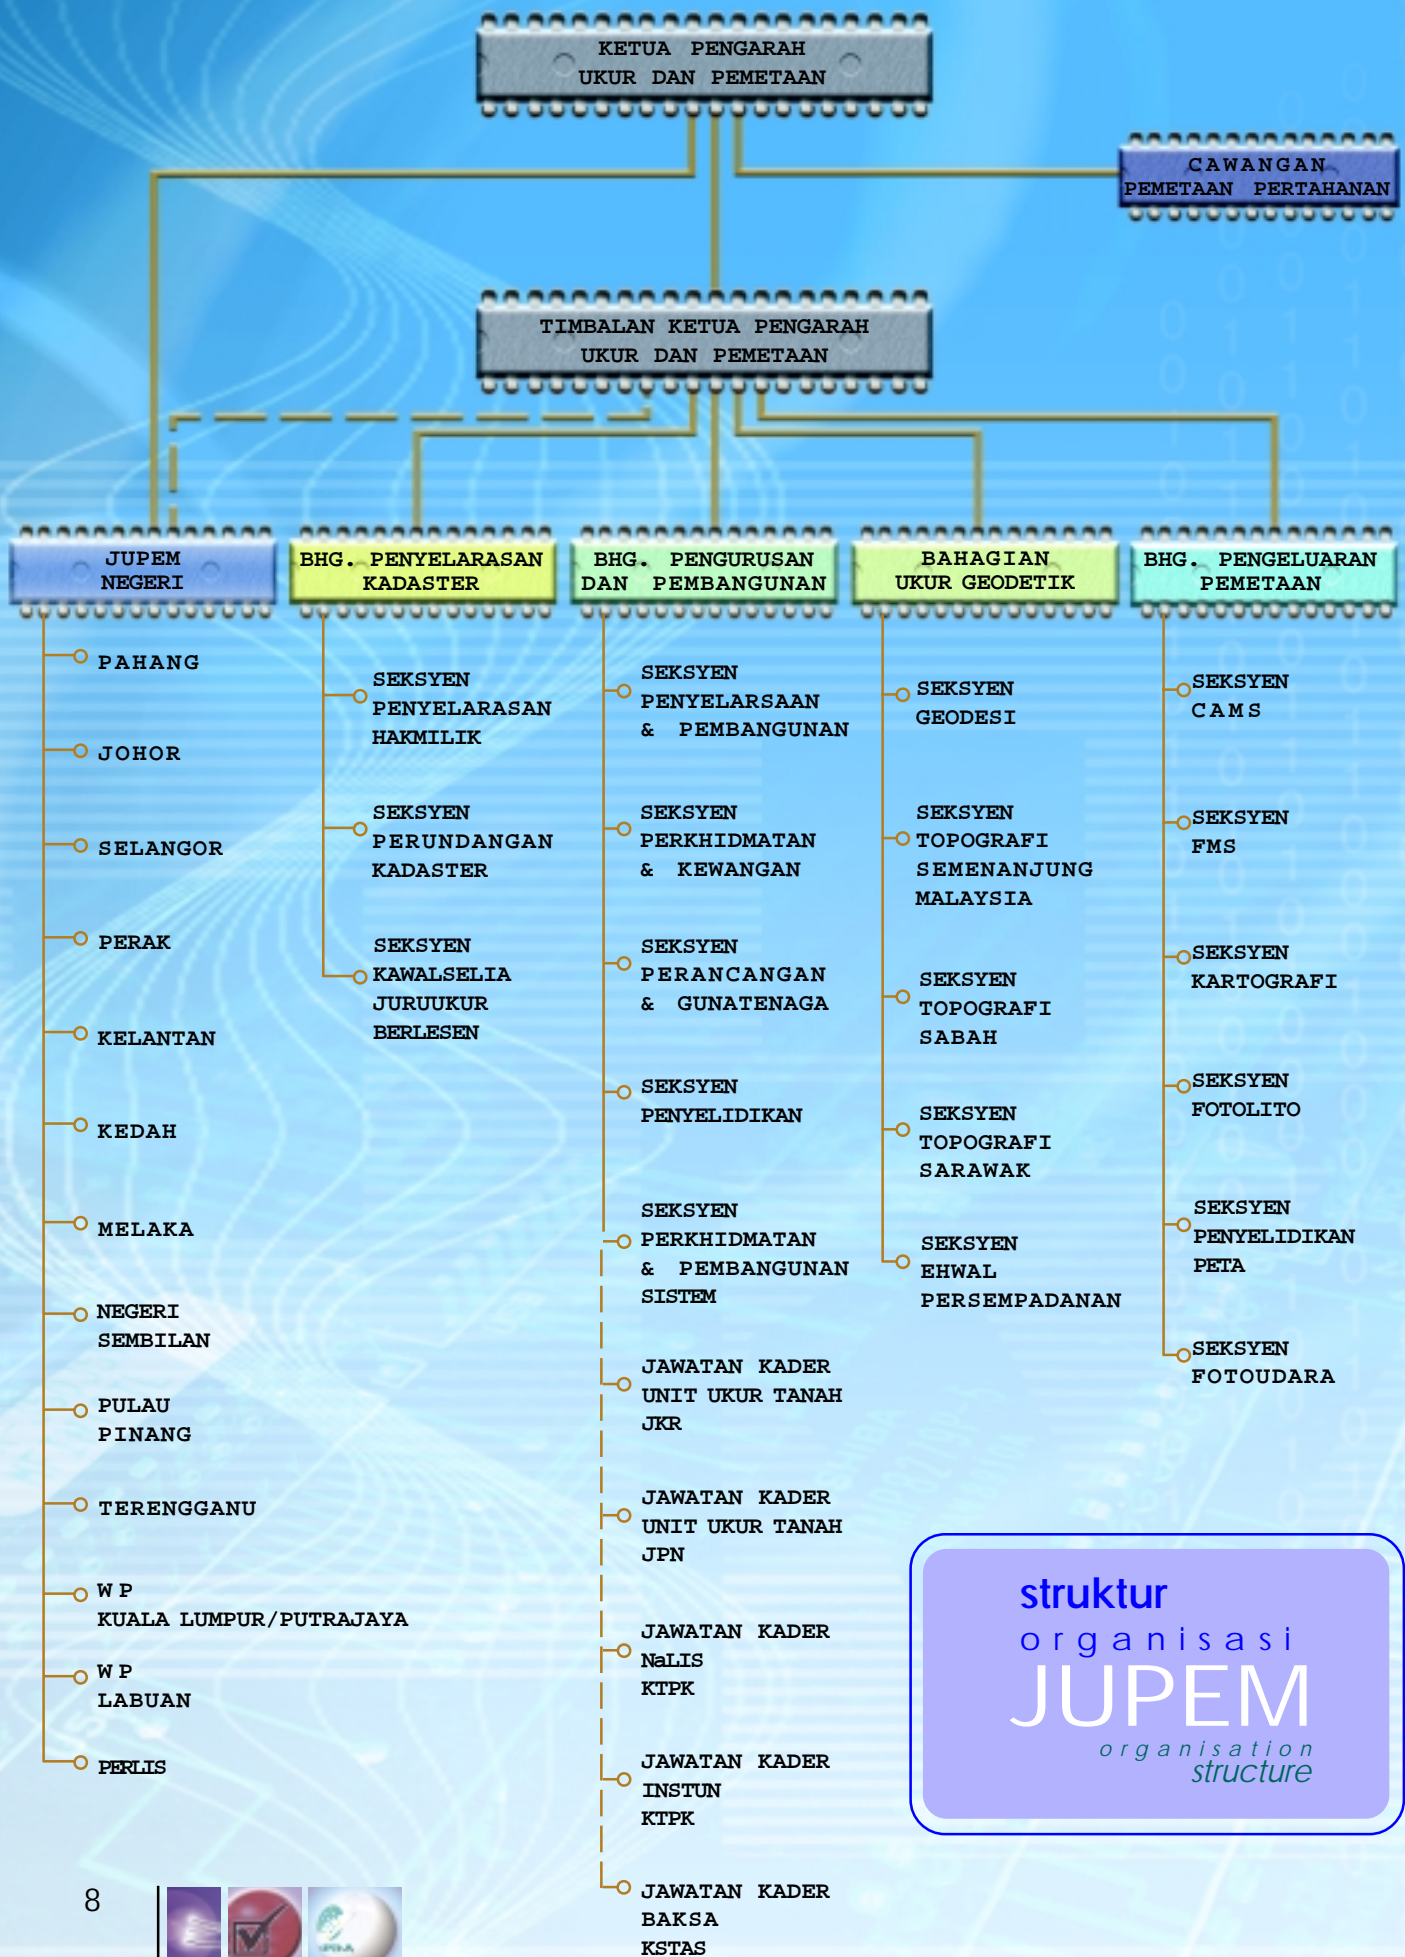 KETUA PENGARAH
UKUR DAN PEMETAAN
CAWANGAN
PEMETAAN PERTAHANAN
TIMBALAN KETUA PENGARAH
UKUR DAN PEMETAAN
JUPEM
NEGERI
PAHANG
JOHOR
SELANGOR
PERAK
KELANTAN
KEDAH
MELAKA
NEGERI
SEMBILAN
PULAU
PINANG
TERENGGANU
WP
KUALA LUMPUR/PUTRAJAYA
WP
LABUAN
PERLIS
BHG. PENYELARASAN
KADASTER
SEKSYEN
PENYELARASAN
HAKMILIK
SEKSYEN
PERUNDANGAN
KADASTER
SEKSYEN
KAWALSELIA
JURUUKUR
BERLESEN
BHG. PENGURUSAN
DAN PEMBANGUNAN
SEKSYEN
PENYELARSAAN
& PEMBANGUNAN
SEKSYEN
PERKHIDMATAN
& KEWANGAN
SEKSYEN
PERANCANGAN
& GUNATENAGA
SEKSYEN
PENYELIDIKAN
SEKSYEN
PERKHIDMATAN
& PEMBANGUNAN
SISTEM
JAWATAN KADER
UNIT UKUR TANAH
JKR
JAWATAN KADER
UNIT UKUR TANAH
JPN
JAWATAN KADER
NaLIS
KTPK
JAWATAN KADER
INSTUN
KTPK
JAWATAN KADER
BAKSA
KSTAS
BAHAGIAN
UKUR GEODETIK
SEKSYEN
GEODESI
SEKSYEN
TOPOGRAFI
SEMENANJUNG
MALAYSIA
SEKSYEN
TOPOGRAFI
SABAH
SEKSYEN
TOPOGRAFI
SARAWAK
SEKSYEN
EHWAL
PERSEMPADANAN
BHG. PENGELUARAN
PEMETAAN
SEKSYEN
CAMS
SEKSYEN
FMS
SEKSYEN
KARTOGRAFI
SEKSYEN
FOTOLITO
SEKSYEN
PENYELIDIKAN
PETA
SEKSYEN
FOTOUDARA
struktur
organisasi
JUPEM
organisation
structure
8